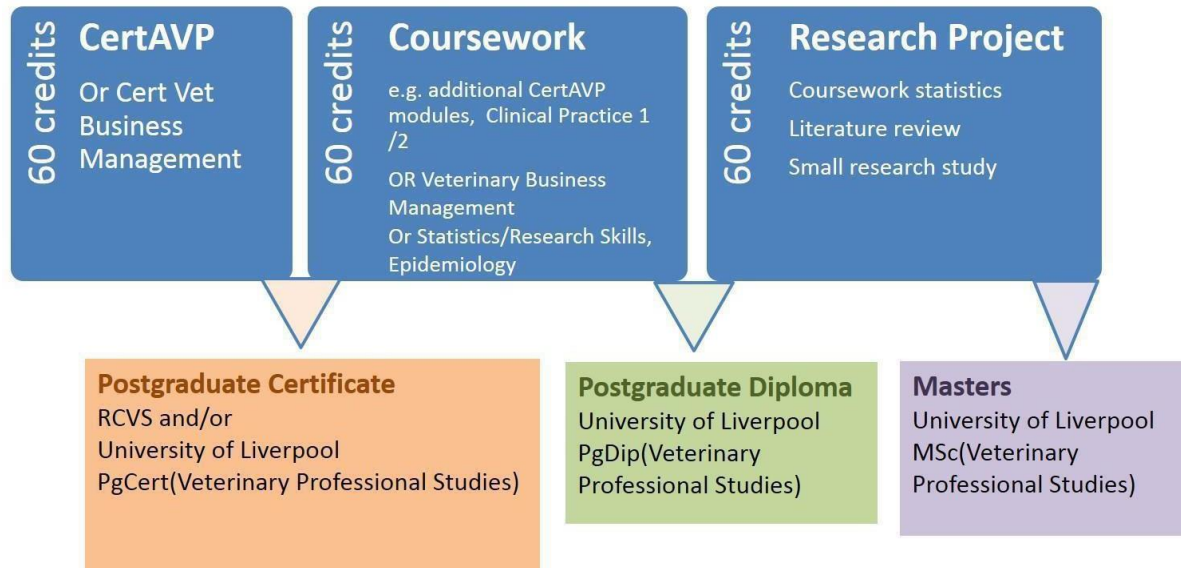 60 credits
CertAVP
Or Cert Vet
Business
Management
60 credits
Coursework
e.g. additional CertAVP
modules,  Clinical Practice 1
/2
OR Veterinary Business
Management
Or Statistics/Research Skills,
Epidemiology
60 credits
Research Project
Coursework statistics
Literature review
Small research study
Postgraduate Certificate
RCVS and/or
University of Liverpool
PgCert(Veterinary Professional Studies)
Postgraduate Diploma
University of Liverpool
PgDip(Veterinary
Professional Studies)
Masters
University of Liverpool
MSc(Veterinary
Professional Studies)